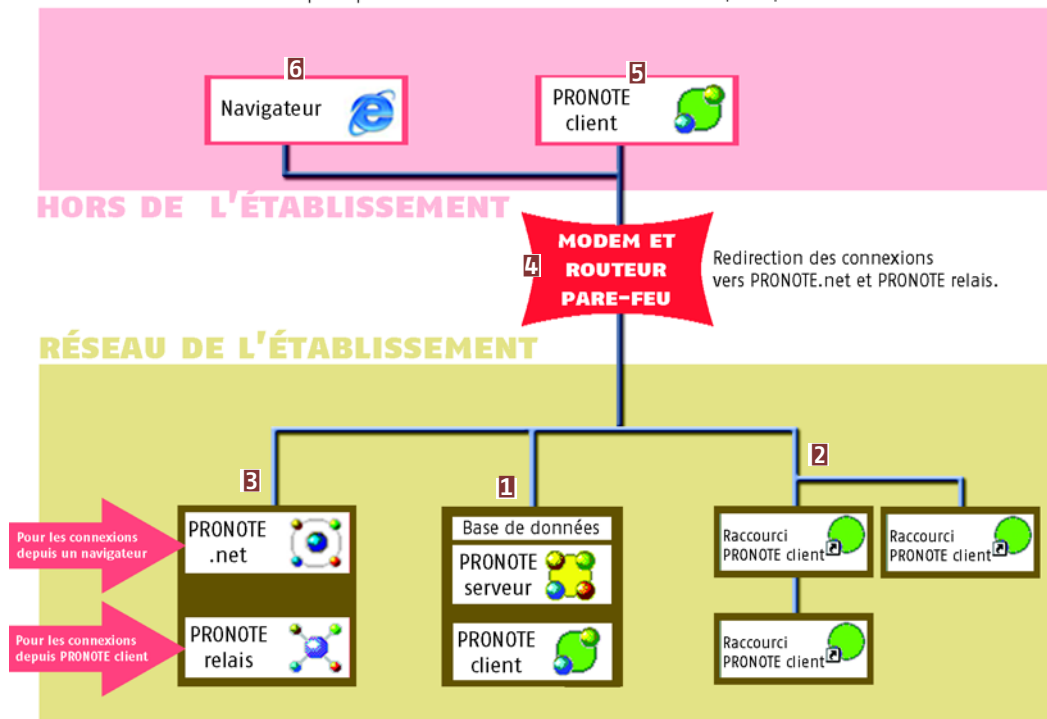 6
Navigateur
5
PRONOTE
client
HORS DE L'ÉTABLISSEMENT
4
MODEM ET
ROUTEUR
PARE-FEU
Redirection des connexions
vers PRONOTE.net et PRONOTE relais.
RÉSEAU DE L'ÉTABLISSEMENT
3
1
2
Pour les connexions
depuis un navigateur
PRONOTE
.net
Pour les connexions
depuis PRONOTE client
PRONOTE
relais
Base de données
PRONOTE
serveur
PRONOTE
client
Raccourci
PRONOTE client
Raccourci
PRONOTE client
Raccourci
PRONOTE client